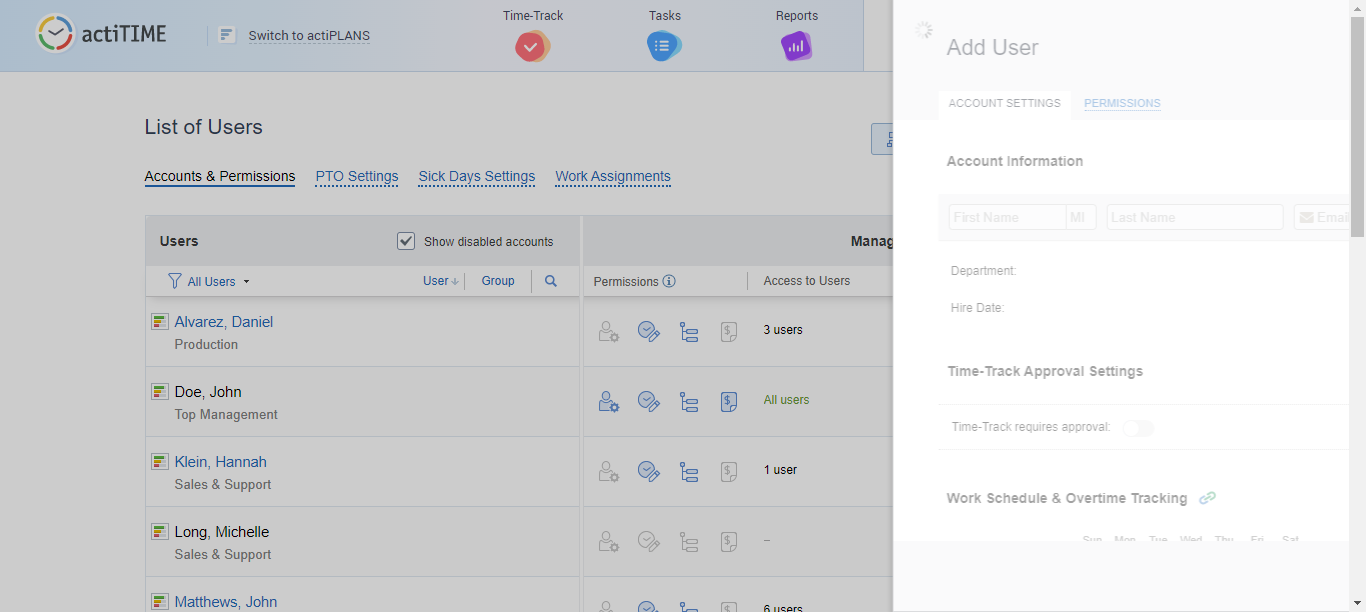 actiTIME
Switch to actiPLANS
Time-Track
Tasks
Reports
List of Users
Accounts & Permissions
PTO Settings
Sick Days Settings
Work Assignments
Users
Show disabled accounts
All Users
User
Group
Permissions
Access to Users
Alvarez, Daniel
Production
3 users
Doe, John
Top Management
All users
Klein, Hannah
Sales & Support
1 user
Long, Michelle
Sales & Support
–
Matthews, John
6 users
Add User
ACCOUNT SETTINGS
PERMISSIONS
Account Information
First Name
MI
Last Name
Email
Department:
Hire Date:
Time-Track Approval Settings
Time-Track requires approval:
Work Schedule & Overtime Tracking
Sun Mon Tue Wed Thu Fri Sat